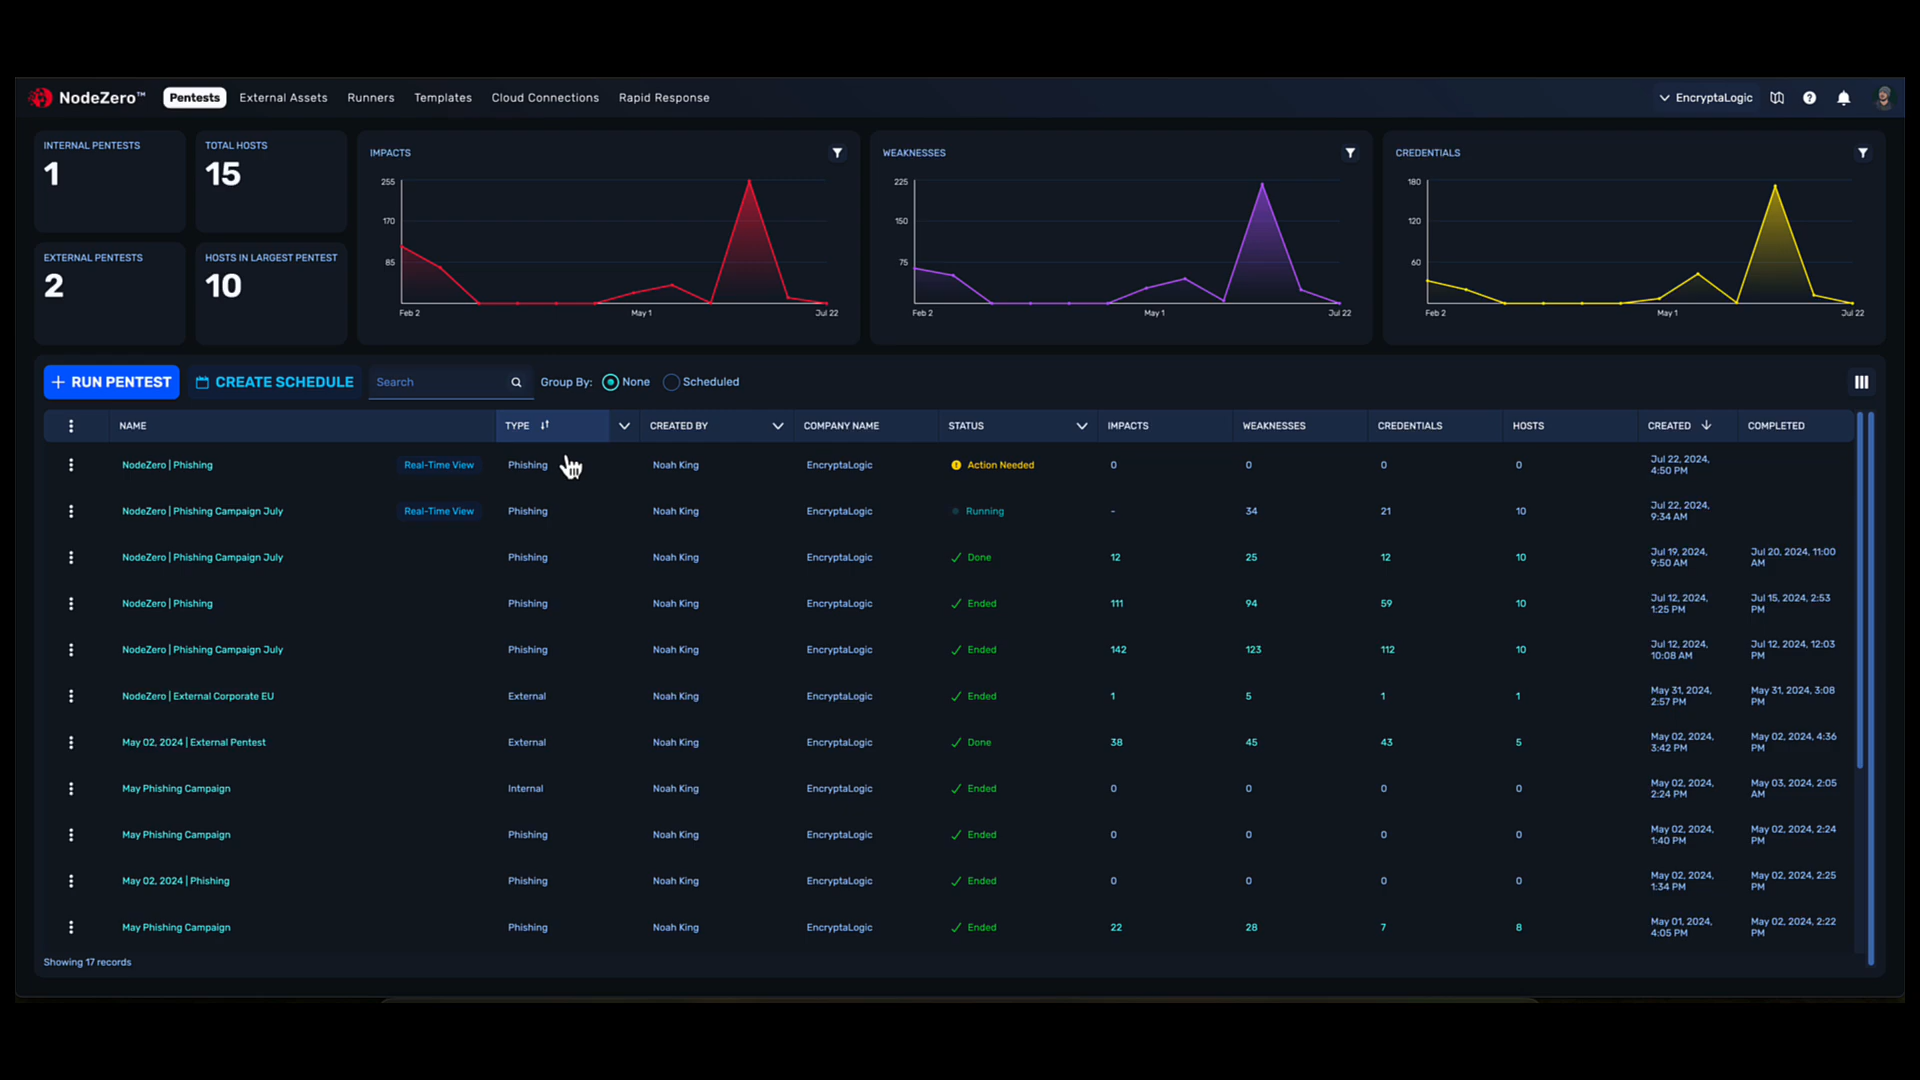 NodeZero™ Pentests External Assets Runners Templates Cloud Connections Rapid Response EncryptaLogic ?
INTERNAL PENTESTS
1
TOTAL HOSTS
15
EXTERNAL PENTESTS
2
HOSTS IN LARGEST PENTEST
10
IMPACTS
255
170
85
Feb 2 May 1 Jul 22
WEAKNESSES
225
150
75
Feb 2 May 1 Jul 22
CREDENTIALS
180
120
60
Feb 2 May 1 Jul 22
+ RUN PENTEST CREATE SCHEDULE Search Group By: None Scheduled
NAME TYPE CREATED BY COMPANY NAME STATUS IMPACTS WEAKNESSES CREDENTIALS HOSTS CREATED COMPLETED
NodeZero | Phishing Real-Time View Phishing Noah King EncryptaLogic Action Needed 0 0 0 0 Jul 22, 2024,
4:50 PM
NodeZero | Phishing Campaign July Real-Time View Phishing Noah King EncryptaLogic Running - 34 21 10 Jul 22, 2024,
9:34 AM
NodeZero | Phishing Campaign July Phishing Noah King EncryptaLogic Done 12 25 12 10 Jul 19, 2024, Jul 20, 2024, 11:00
9:50 AM AM
NodeZero | Phishing Phishing Noah King EncryptaLogic Ended 111 94 59 10 Jul 12, 2024, Jul 15, 2024, 2:53
1:25 PM PM
NodeZero | Phishing Campaign July Phishing Noah King EncryptaLogic Ended 142 123 112 10 Jul 12, 2024, Jul 12, 2024, 12:03
10:08 AM PM
NodeZero | External Corporate EU External Noah King EncryptaLogic Ended 1 5 1 1 May 31, 2024, May 31, 2024, 3:08
2:57 PM PM
May 02, 2024 | External Pentest External Noah King EncryptaLogic Done 38 45 43 5 May 02, 2024, May 02, 2024, 4:36
3:42 PM PM
May Phishing Campaign Internal Noah King EncryptaLogic Ended 0 0 0 0 May 02, 2024, May 03, 2024, 2:05
2:24 PM AM
May Phishing Campaign Phishing Noah King EncryptaLogic Ended 0 0 0 0 May 02, 2024, May 02, 2024, 2:24
1:40 PM PM
May 02, 2024 | Phishing Phishing Noah King EncryptaLogic Ended 0 0 0 0 May 02, 2024, May 02, 2024, 2:25
1:34 PM PM
May Phishing Campaign Phishing Noah King EncryptaLogic Ended 22 28 7 8 May 01, 2024, May 02, 2024, 2:22
4:05 PM PM
Showing 17 records